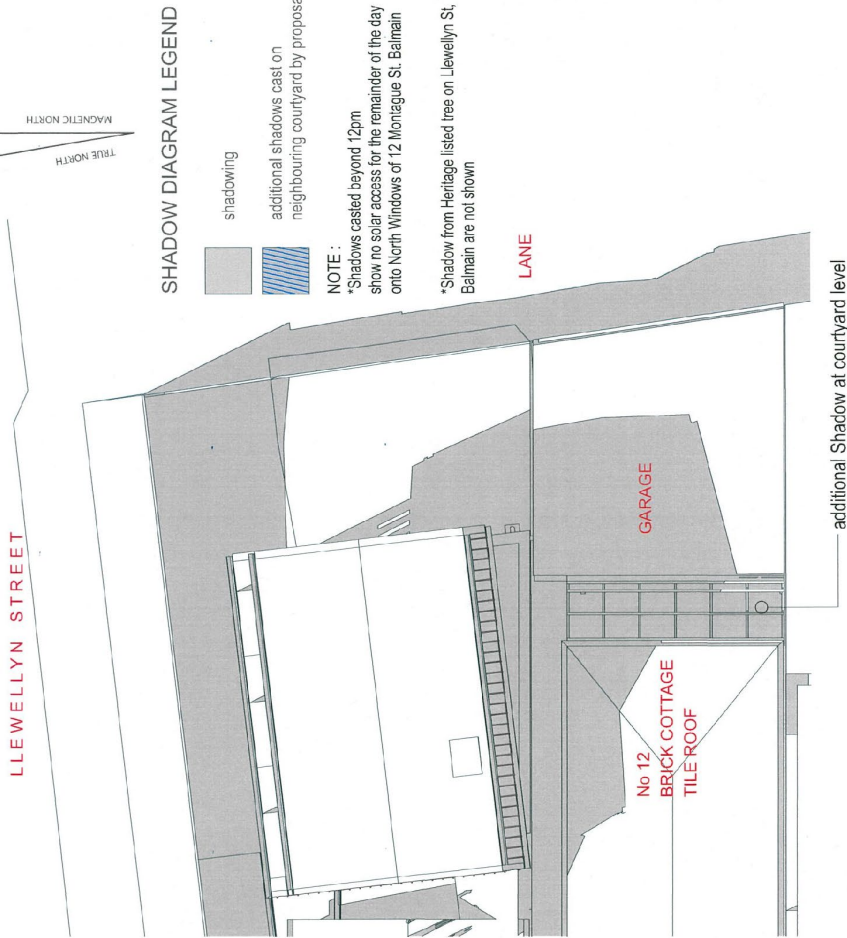 LLEWELLYN STREET
TRUE NORTH
MAGNETIC NORTH
SHADOW DIAGRAM LEGEND
shadowing
additional shadows cast on
neighbouring courtyard by
NOTE :
*Shadows casted beyond 12pm
show no solar access for the remainder of the day
onto North Windows of 12 Montague St. Balmain
*Shadow from Heritage listed tree on Llewellyn St,
Balmain are not shown
LANE
GARAGE
No 12
BRICK COTTAGE
TILE ROOF
additional Shadow at courtyard level